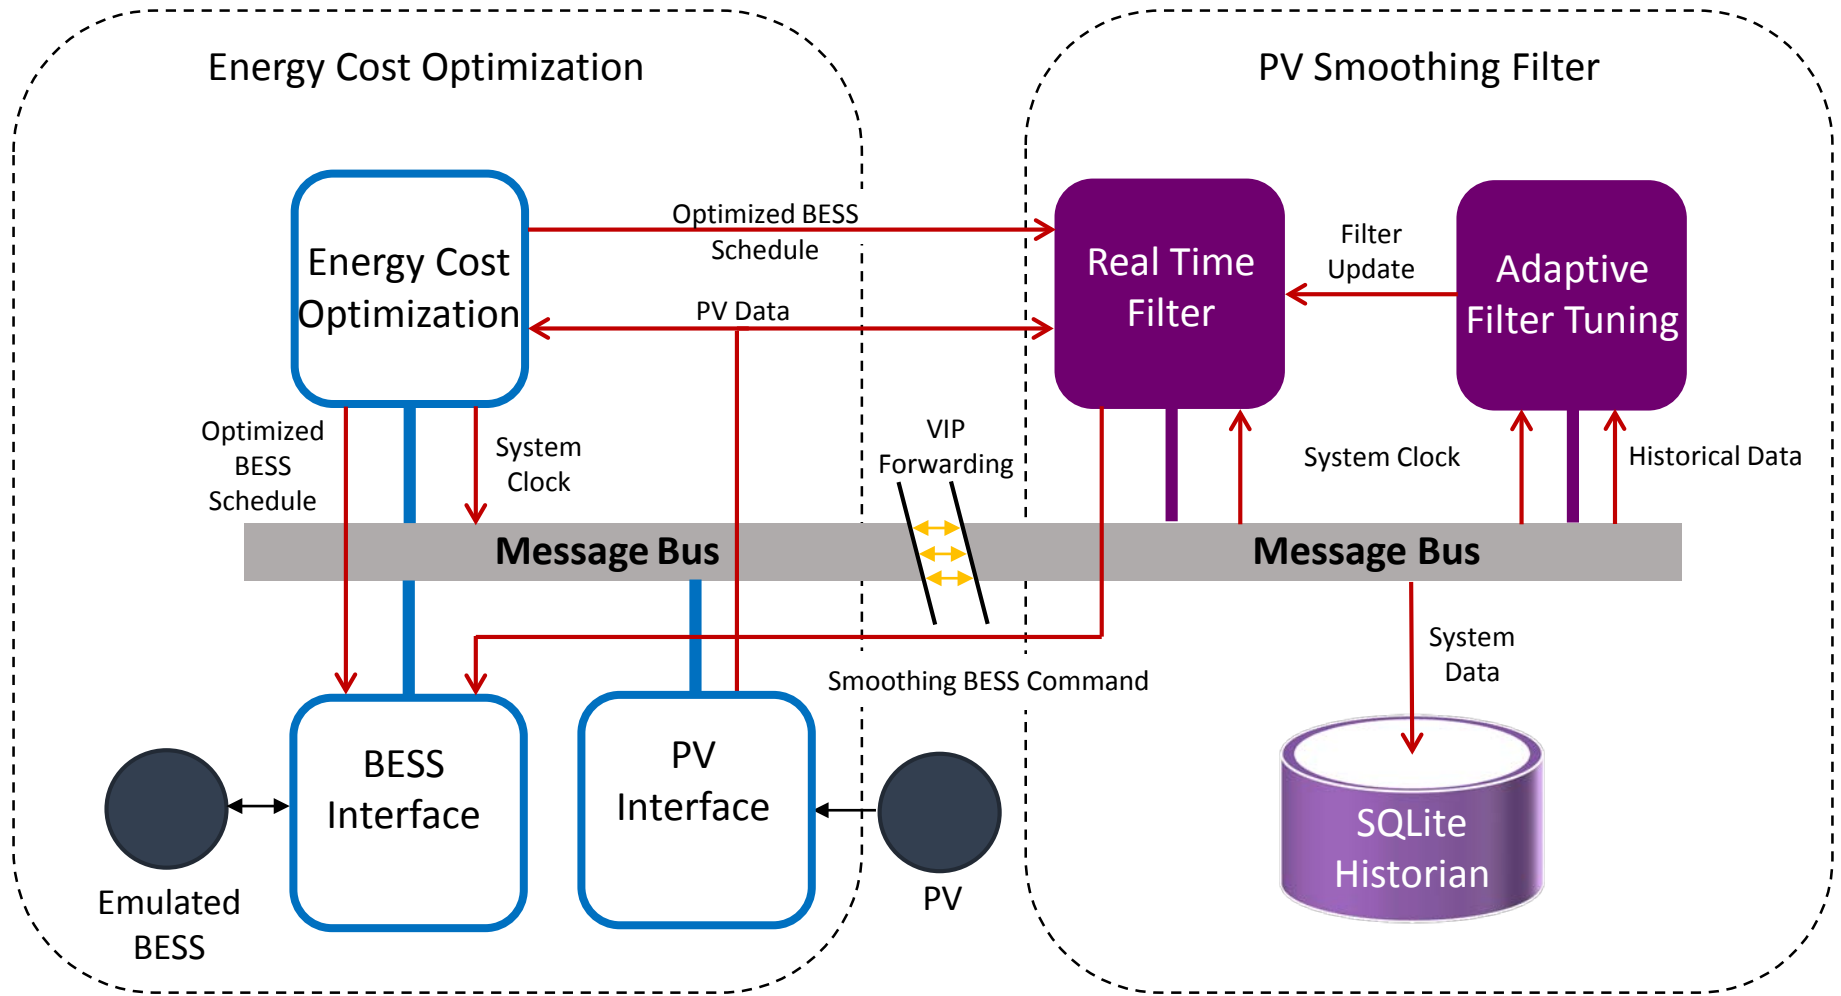 Energy Cost Optimization
PV Smoothing Filter
Energy Cost
Optimization
Optimized BESS
Schedule
PV Data
Real Time
Filter
Filter
Update
Adaptive
Filter Tuning
Optimized
BESS
Schedule
System
Clock
VIP
Forwarding
System Clock
Historical Data
Message Bus
Message Bus
Smoothing BESS Command
System
Data
BESS
Interface
PV
Interface
Emulated
BESS
PV
SQLite
Historian